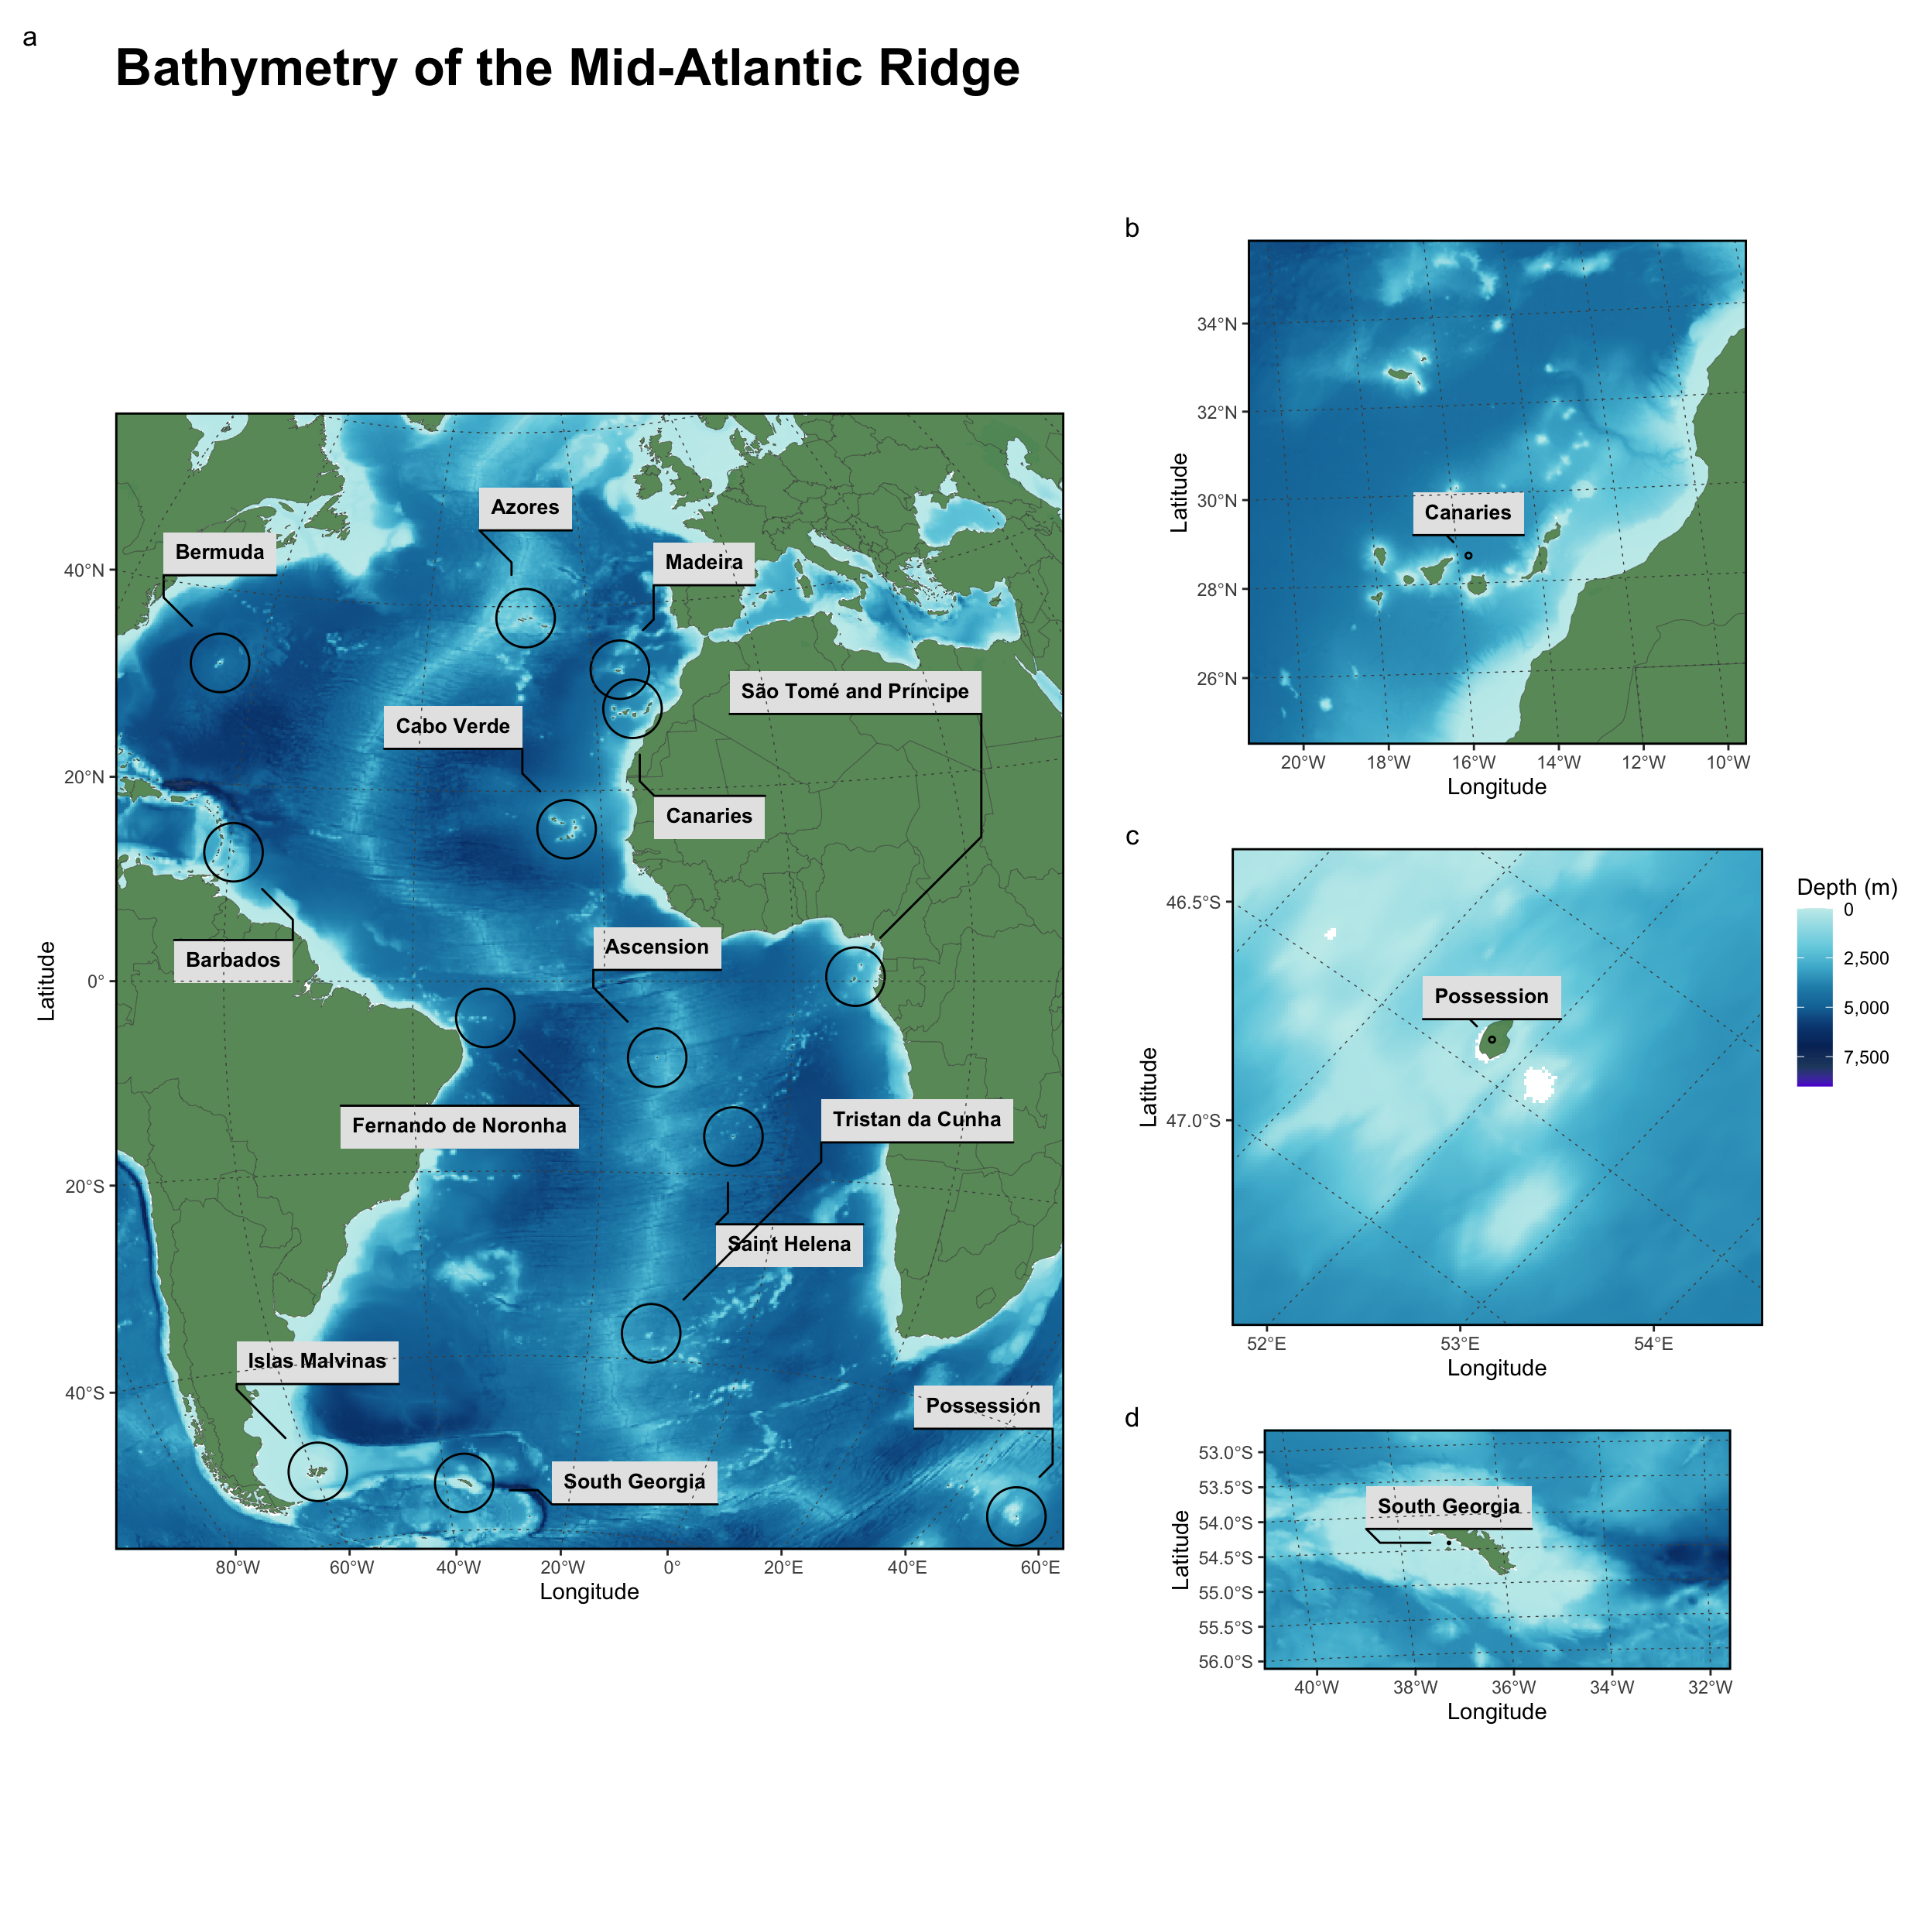 a
Bathymetry of the Mid-Atlantic Ridge
Azores
Bermuda
Madeira
São Tomé and Príncipe
Cabo Verde
Canaries
Ascension
Barbados
Fernando de Noronha
Tristan da Cunha
Saint Helena
Islas Malvinas
Possession
South Georgia
40°N
20°N
0°
20°S
40°S
Latitude
80°W 60°W 40°W 20°W 0° 20°E 40°E 60°E
Longitude
b
34°N
32°N
30°N
28°N
26°N
Latitude
Canaries
20°W 18°W 16°W 14°W 12°W 10°W
Longitude
c
46.5°S
47.0°S
Latitude
Possession
52°E 53°E 54°E
Longitude
Depth (m)
0
2,500
5,000
7,500
d
53.0°S
53.5°S
54.0°S
54.5°S
55.0°S
55.5°S
56.0°S
Latitude
South Georgia
40°W 38°W 36°W 34°W 32°W
Longitude